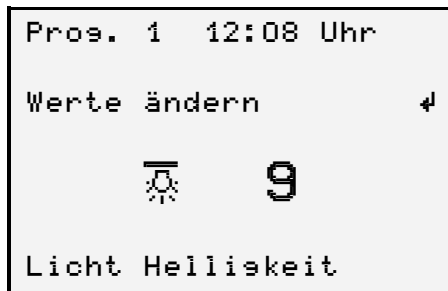 Prog. 1 12:08 Uhr
Werte ändern ↲
9
Licht Helligkeit